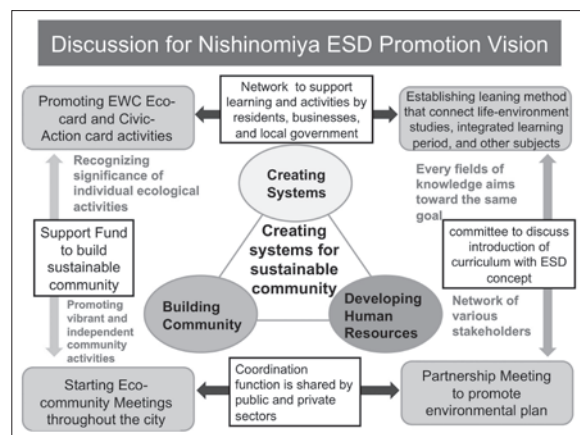 Discussion for Nishinomiya ESD Promotion Vision
Promoting EWC Eco-
card and Civic-
Action card activities
Network to support
learning and activities by
residents, businesses,
and local government
Establishing leaning method
that connect life-environment
studies, integrated learning
period, and other subjects
Recognizing
significance of
individual ecological
activities
Creating
Systems
Every fields of
knowledge aims
toward the same
goal
Support Fund
to build
sustainable
community
Creating
systems for
sustainable
community
committee to discuss
introduction of
curriculum with ESD
concept
Building
Community
Developing
Human
Resources
Promoting
vibrant and
independent
community
activities
Network of
various
stakeholders
Starting Eco-
community Meetings
throughout the city
Coordination
function is shared by
public and private
sectors
Partnership Meeting
to promote
environmental plan